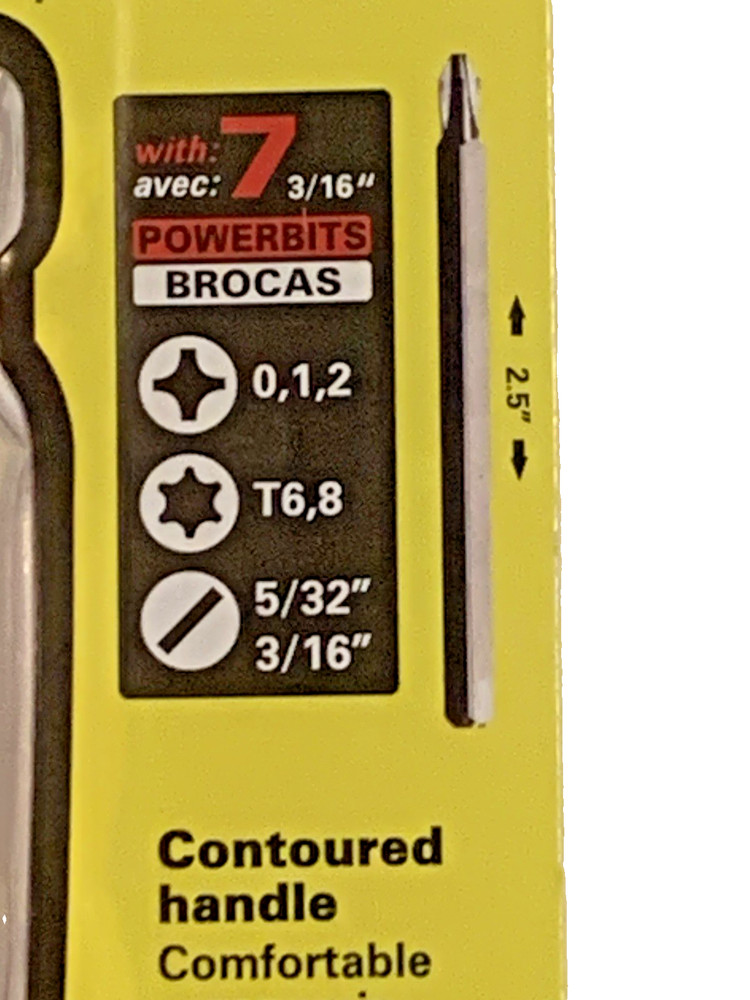 with: 7
avec: 3/16"
POWERBITS
BROCAS
0,1,2
T6,8
5/32"
3/16"
2.5"
Contoured
handle
Comfortable